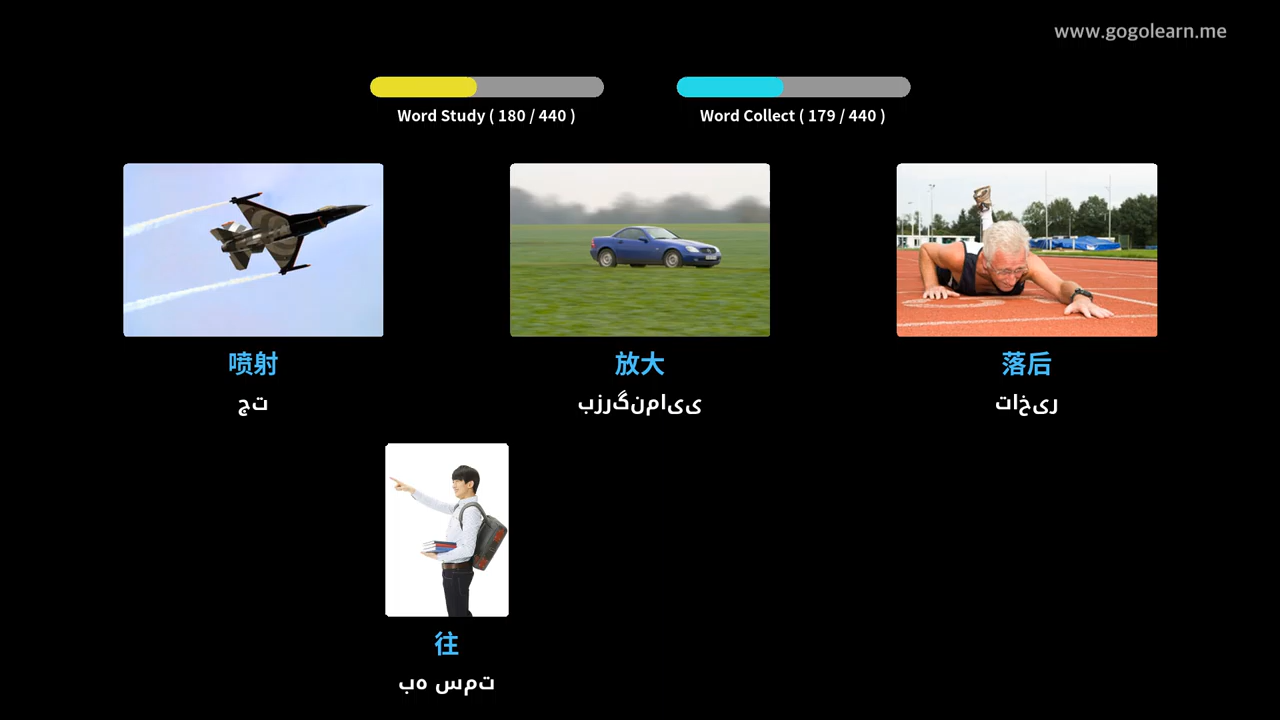 www.gogolearn.me
Word Study ( 180 / 440 )
Word Collect ( 179 / 440 )
喷射
放大
落后
جت
بزرگنمایی
تاخیر
往
به سمت